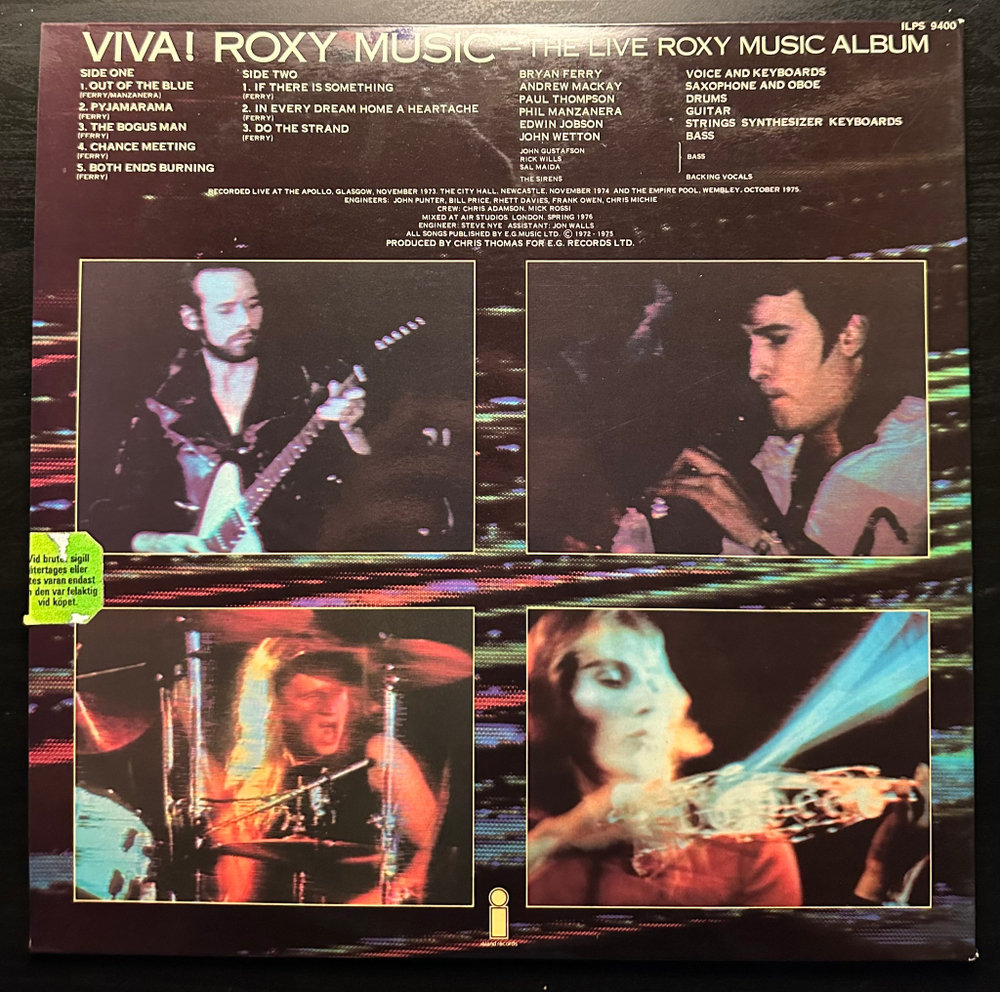 ILPS 9400
VIVA! ROXY MUSIC – THE LIVE ROXY MUSIC ALBUM
SIDE ONE
1. OUT OF THE BLUE
(FERRY/MANZANERA)
2. PYJAMARAMA
(FERRY)
3. THE BOGUS MAN
(FERRY)
4. CHANCE MEETING
(FERRY)
5. BOTH ENDS BURNING
(FERRY)
SIDE TWO
1. IF THERE IS SOMETHING
(FERRY)
2. IN EVERY DREAM HOME A HEARTACHE
(FERRY)
3. DO THE STRAND
(FERRY)
BRYAN FERRY VOICE AND KEYBOARDS
ANDREW MACKAY SAXOPHONE AND OBOE
PAUL THOMPSON DRUMS
PHIL MANZANERA GUITAR
EDWIN JOBSON STRINGS SYNTHESIZER KEYBOARDS
JOHN WETTON BASS
JOHN GUSTAFSON
RICK WILLS BASS
SAL MAIDA
THE SIRENS BACKING VOCALS
RECORDED LIVE AT THE APOLLO, GLASGOW, NOVEMBER 1973. THE CITY HALL, NEWCASTLE, NOVEMBER 1974 AND THE EMPIRE POOL, WEMBLEY, OCTOBER 1975.
ENGINEERS: JOHN PUNTER, BILL PRICE, RHETT DAVIES, FRANK OWEN, CHRIS MICHIE
CREW: CHRIS ADAMSON, MICK ROSSI
MIXED AT AIR STUDIOS LONDON. SPRING 1976
ENGINEER: STEVE NYE ASSISTANT: JON WALLS
ALL SONGS PUBLISHED BY E.G. MUSIC LTD. © 1972 - 1975
PRODUCED BY CHRIS THOMAS FOR E.G. RECORDS LTD.
Vid brutet sigill
återtages eller
tes varan endast
den var felaktig
vid köpet.
island records